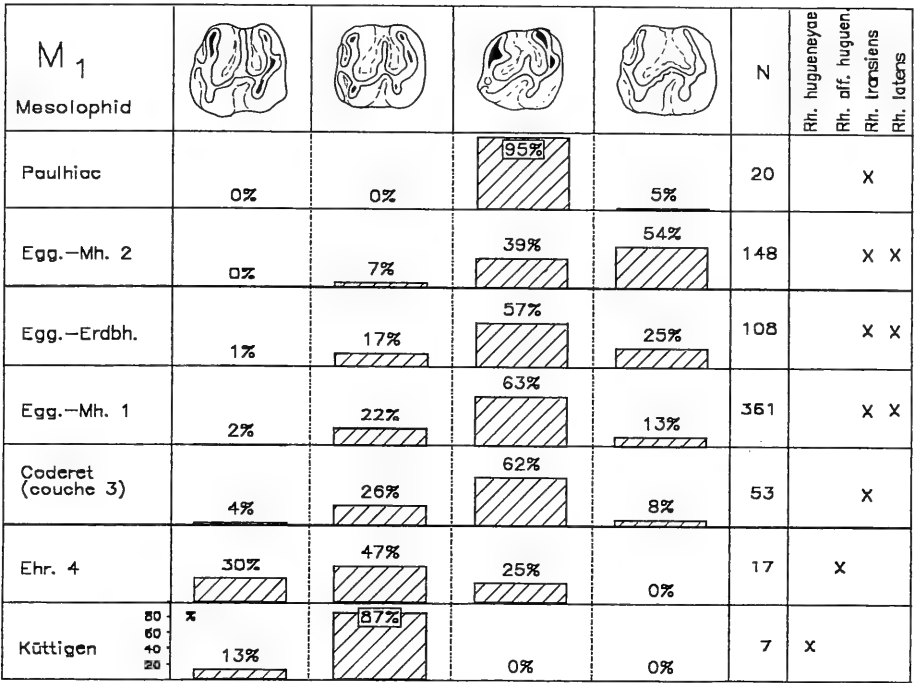 M 1
Mesolophid
N
Rh. hugueneyae
Rh. aff. huguen.
Rh. transiens
Rh. latens
Paulhiac 0% 0% 95% 5% 20 X
Egg.-Mh. 2 0% 7% 39% 54% 148 X X
Egg.-Erdbh. 1% 17% 57% 25% 108 X X
Egg.-Mh. 1 2% 22% 63% 13% 361 X X
Coderet
(couche 3) 4% 26% 62% 8% 53 X
Ehr. 4 30% 47% 25% 0% 17 X
80 %
60
40
20
Küttigen 13% 87% 0% 0% 7 X